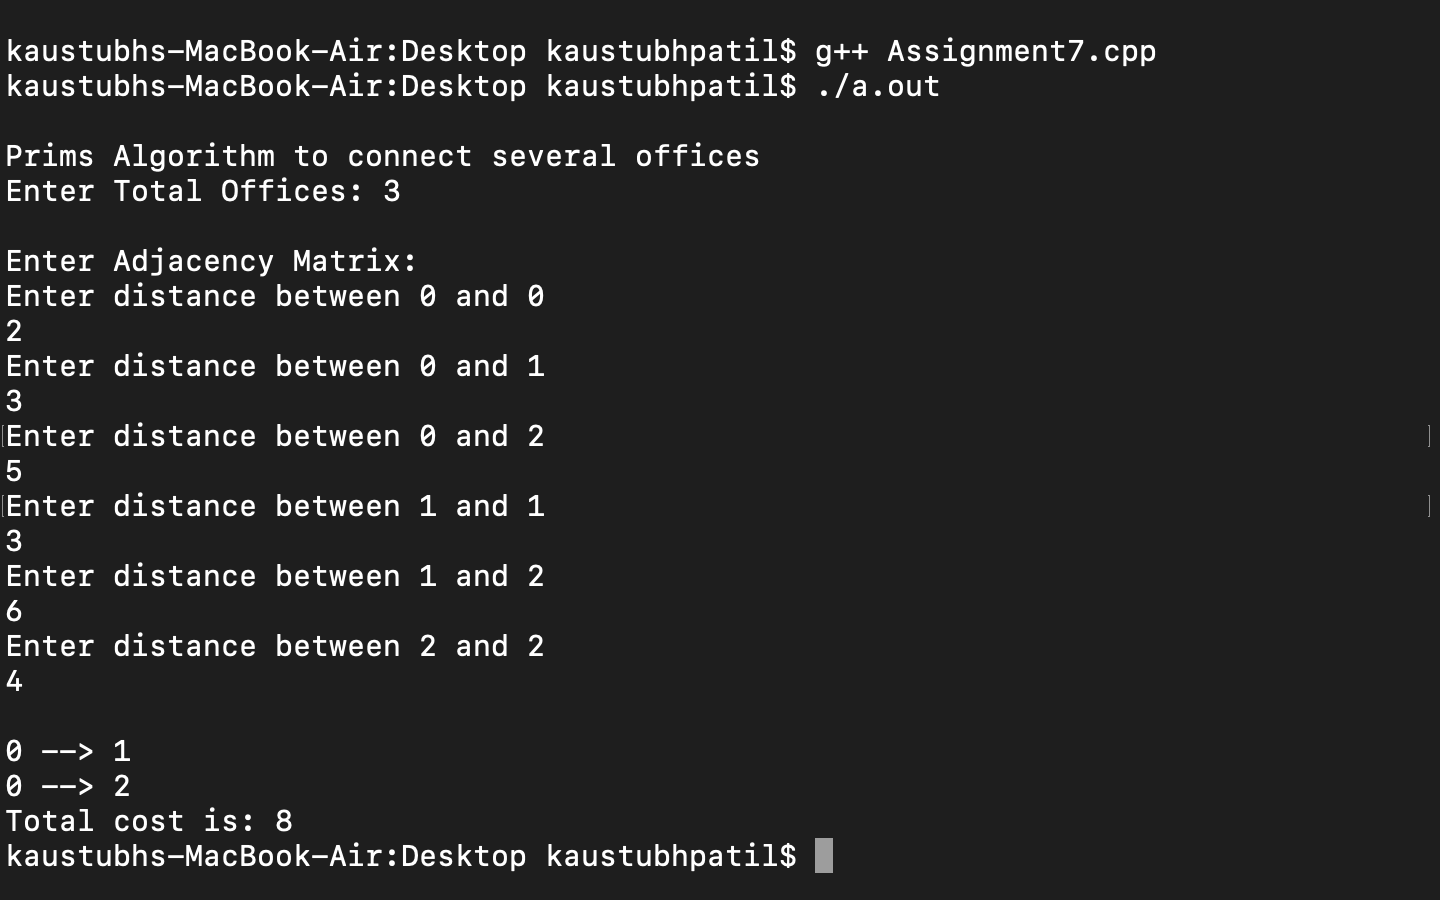 kaustubhs-MacBook-Air:Desktop kaustubhpatil$ g++ Assignment7.cpp
kaustubhs-MacBook-Air:Desktop kaustubhpatil$ ./a.out
Prims Algorithm to connect several offices
Enter Total Offices: 3
Enter Adjacency Matrix:
Enter distance between 0 and 0
2
Enter distance between 0 and 1
3
[Enter distance between 0 and 2 ]
5
[Enter distance between 1 and 1 ]
3
Enter distance between 1 and 2
6
Enter distance between 2 and 2
4
0 --> 1
0 --> 2
Total cost is: 8
kaustubhs-MacBook-Air:Desktop kaustubhpatil$